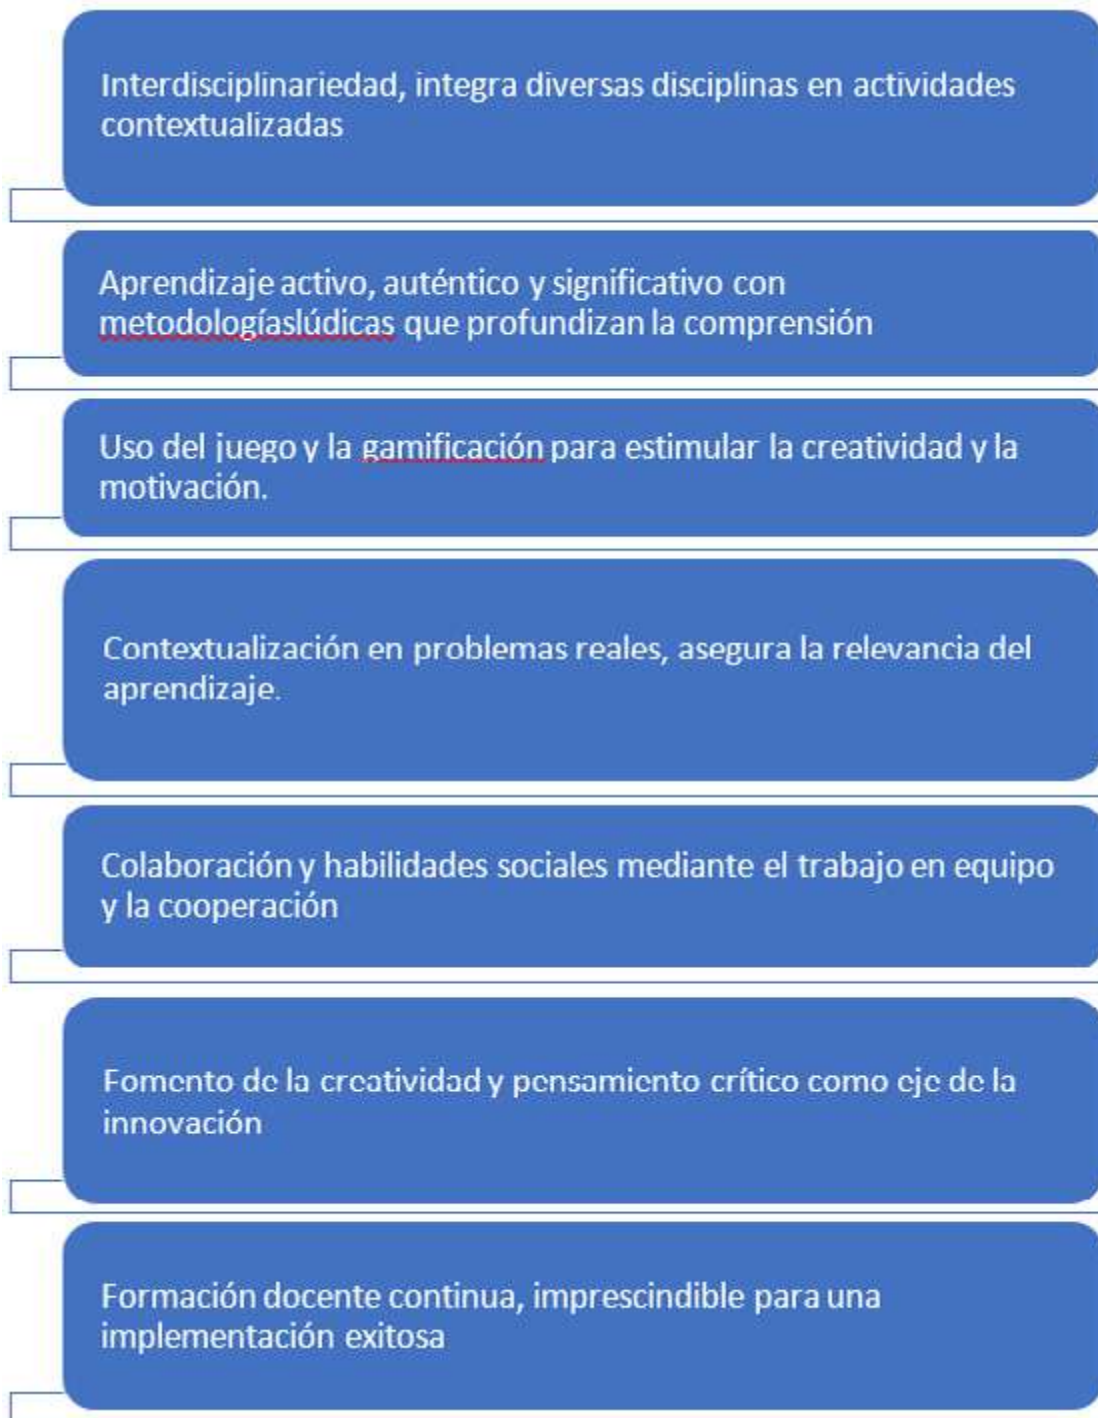 Interdisciplinariedad, integra diversas disciplinas en actividades
contextualizadas
Aprendizaje activo, auténtico y significativo con
metodologíaslúdicas que profundizan la comprensión
Uso del juego y la gamificación para estimular la creatividad y la
motivación.
Contextualización en problemas reales, asegura la relevancia del
aprendizaje.
Colaboración y habilidades sociales mediante el trabajo en equipo
y la cooperación
Fomento de la creatividad y pensamiento crítico como eje de la
innovación
Formación docente continua, imprescindible para una
implementación exitosa